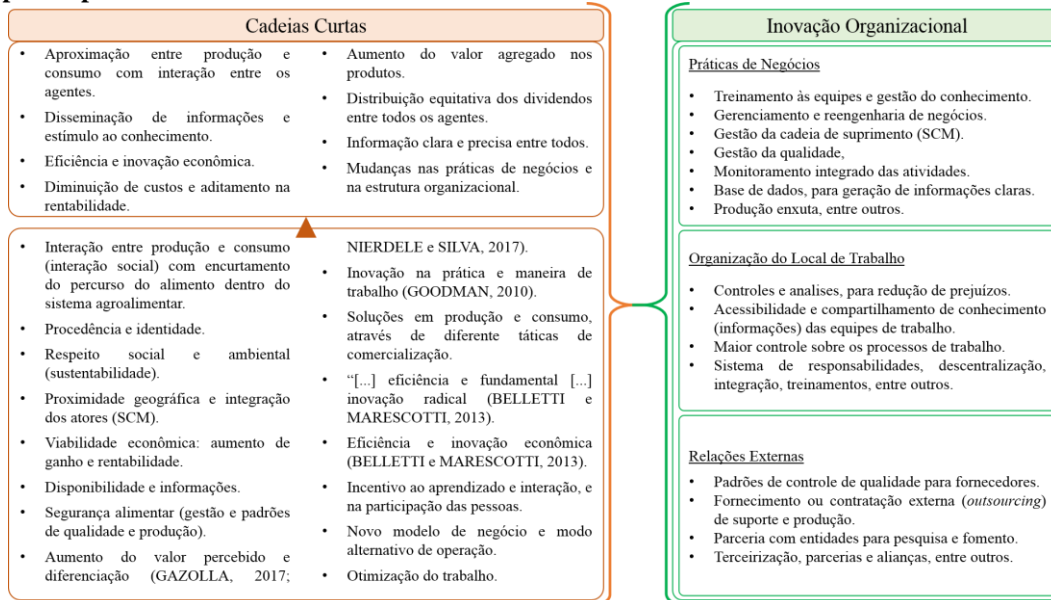 Cadeias Curtas
• Aproximação entre produção e
consumo com interação entre os
agentes.
• Disseminação de informações e
estímulo ao conhecimento.
• Eficiência e inovação econômica.
• Diminuição de custos e aditamento na
rentabilidade.
• Aumento do valor agregado nos
produtos.
• Distribuição equitativa dos dividendos
entre todos os agentes.
• Informação clara e precisa entre todos.
• Mudanças nas práticas de negócios e
na estrutura organizacional.
• Interação entre produção e consumo
(interação social) com encurtamento
do percurso do alimento dentro do
sistema agroalimentar.
• Procedência e identidade.
• Respeito social e ambiental
(sustentabilidade).
• Proximidade geográfica e integração
dos atores (SCM).
• Viabilidade econômica: aumento de
ganho e rentabilidade.
• Disponibilidade e informações.
• Segurança alimentar (gestão e padrões
de qualidade e produção).
• Aumento do valor percebido e
diferenciação (GAZOLLA, 2017;
NIERDELE e SILVA, 2017).
• Inovação na prática e maneira de
trabalho (GOODMAN, 2010).
• Soluções em produção e consumo,
através de diferente táticas de
comercialização.
• “[...] eficiência e fundamental [...]
inovação radical (BELLETTI e
MARESCOTTI, 2013).
• Eficiência e inovação econômica
(BELLETTI e MARESCOTTI, 2013).
• Incentivo ao aprendizado e interação, e
na participação das pessoas.
• Novo modelo de negócio e modo
alternativo de operação.
• Otimização do trabalho.
Inovação Organizacional
Práticas de Negócios
• Treinamento às equipes e gestão do conhecimento.
• Gerenciamento e reengenharia de negócios.
• Gestão da cadeia de suprimento (SCM).
• Gestão da qualidade,
• Monitoramento integrado das atividades.
• Base de dados, para geração de informações claras.
• Produção enxuta, entre outros.
Organização do Local de Trabalho
• Controles e analises, para redução de prejuízos.
• Acessibilidade e compartilhamento de conhecimento
(informações) das equipes de trabalho.
• Maior controle sobre os processos de trabalho.
• Sistema de responsabilidades, descentralização,
integração, treinamentos, entre outros.
Relações Externas
• Padrões de controle de qualidade para fornecedores.
• Fornecimento ou contratação externa (outsourcing)
de suporte e produção.
• Parceria com entidades para pesquisa e fomento.
• Terceirização, parcerias e alianças, entre outros.